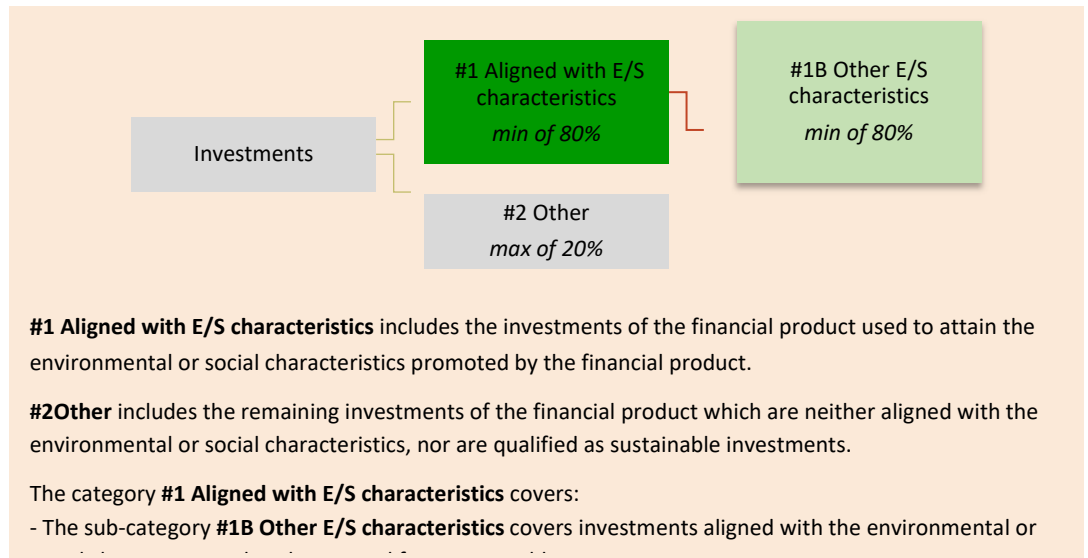 #1 Aligned with E/S
characteristics
min of 80%
#1B Other E/S
characteristics
min of 80%
Investments
#2 Other
max of 20%
#1 Aligned with E/S characteristics includes the investments of the financial product used to attain the
environmental or social characteristics promoted by the financial product.
#2Other includes the remaining investments of the financial product which are neither aligned with the
environmental or social characteristics, nor are qualified as sustainable investments.
The category #1 Aligned with E/S characteristics covers:
- The sub-category #1B Other E/S characteristics covers investments aligned with the environmental or